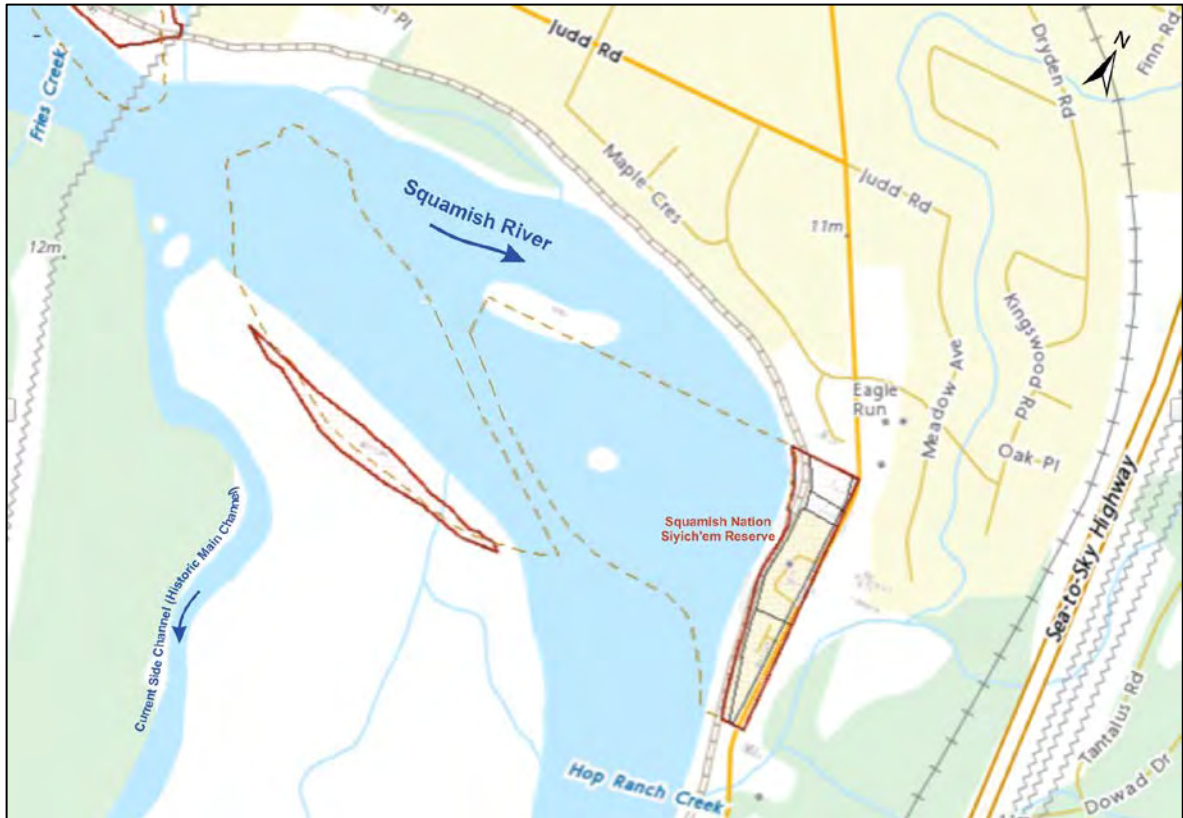 Judd Rd
Dryden Rd
Finn Rd
N
Fries Creek
Maple Cres
Judd Rd
Squamish
River
11m
12m
Kingswood Rd
Meadow Ave
Eagle
Run
Oak Pl
Sea-to-Sky Highway
Squamish Nation
Siyich'em Reserve
Current Side Channel (Historic Main Channel)
Tantalus Rd
Hop Ranch Creek
Dowad Dr